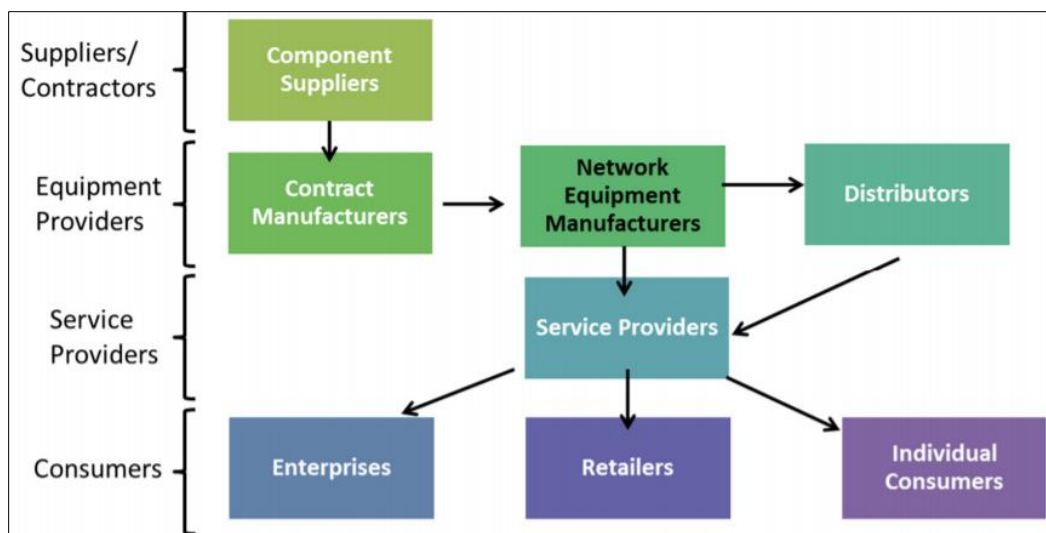 Suppliers/
Contractors
Component
Suppliers
Equipment
Providers
Contract
Manufacturers
Network
Equipment
Manufacturers
Distributors
Service
Providers
Service Providers
Consumers
Enterprises
Retailers
Individual
Consumers